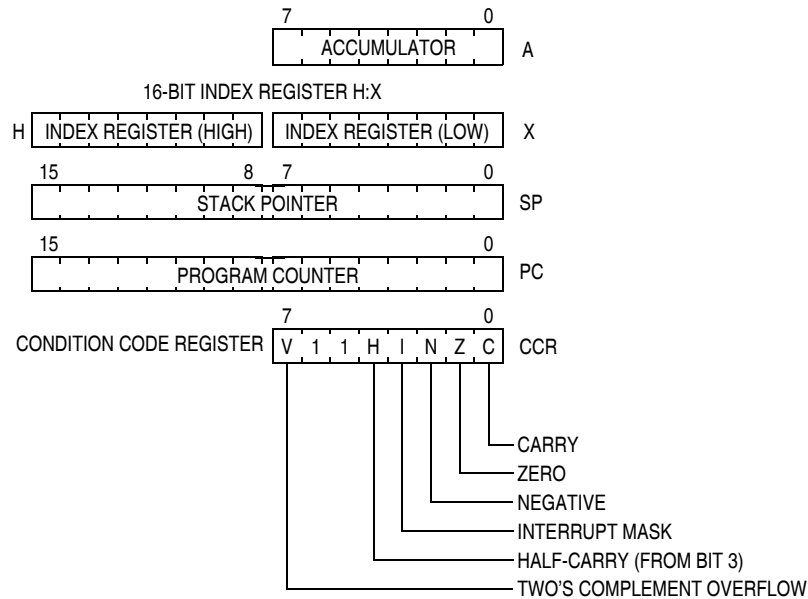 7 0
ACCUMULATOR A
16-BIT INDEX REGISTER H:X
H INDEX REGISTER (HIGH) INDEX REGISTER (LOW) X
15 8 7 0
STACK POINTER SP
15 0
PROGRAM COUNTER PC
7 0
CONDITION CODE REGISTER V 1 1 H I N Z C CCR
CARRY
ZERO
NEGATIVE
INTERRUPT MASK
HALF-CARRY (FROM BIT 3)
TWO'S COMPLEMENT OVERFLOW